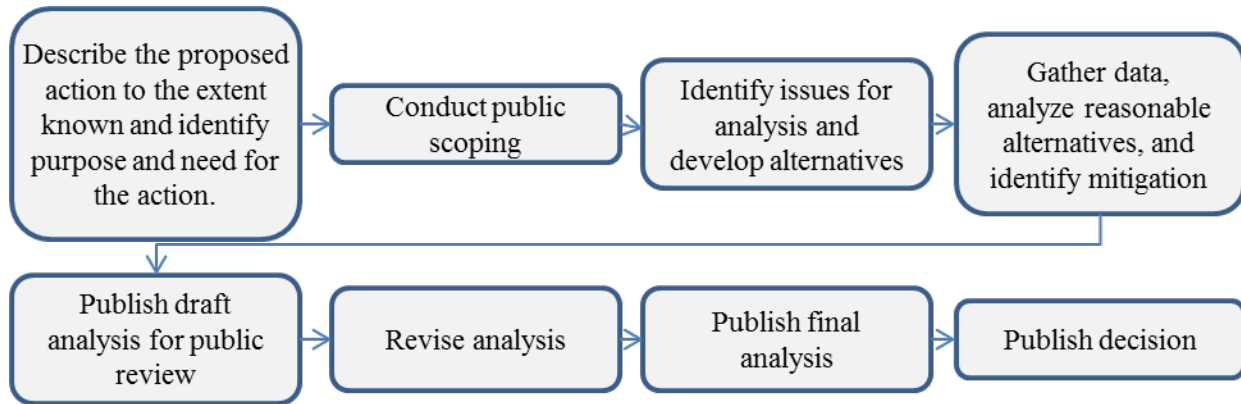 Describe the proposed
action to the extent
known and identify
purpose and need for
the action.
Conduct public
scoping
Identify issues for
analysis and
develop alternatives
Gather data,
analyze reasonable
alternatives, and
identify mitigation
Publish draft
analysis for public
review
Revise analysis
Publish final
analysis
Publish decision